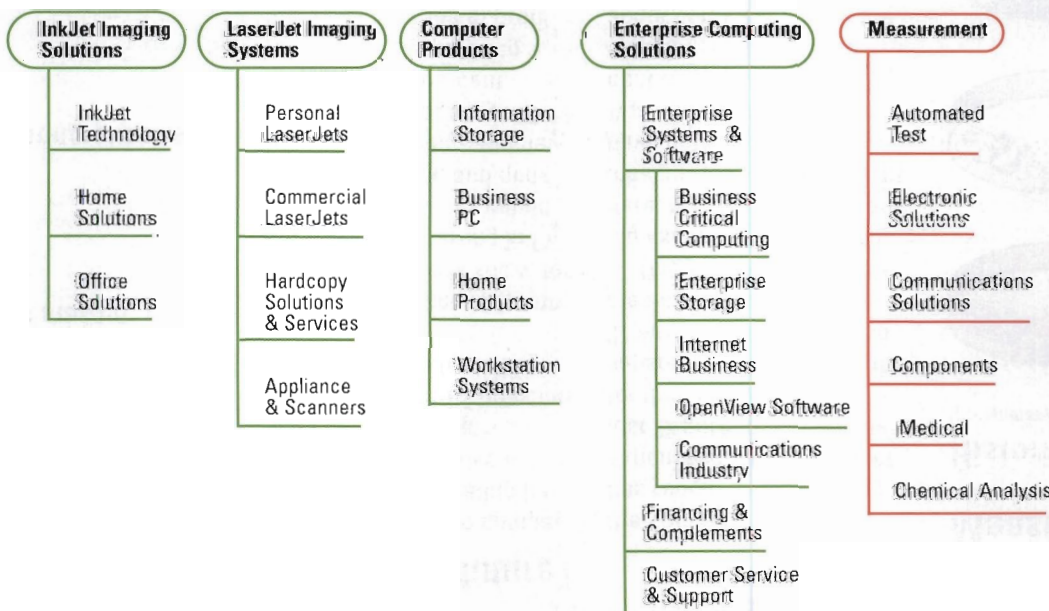 InkJet Imaging
Solutions
InkJet
Technology
Home
Solutions
Office
Solutions
LaserJet Imaging
Systems
Personal
LaserJets
Commercial
LaserJets
Hardcopy
Solutions
& Services
Appliance
& Scanners
Computer
Products
Information
Storage
Business
PC
Home
Products
Workstation
Systems
Enterprise Computing
Solutions
Enterprise
Systems &
Software
Business
Critical
Computing
Enterprise
Storage
Internet
Business
OpenView Software
Communications
Industry
Financing &
Complements
Customer Service
& Support
Measurement
Automated
Test
Electronic
Solutions
Communications
Solutions
Components
Medical
Chemical Analysis